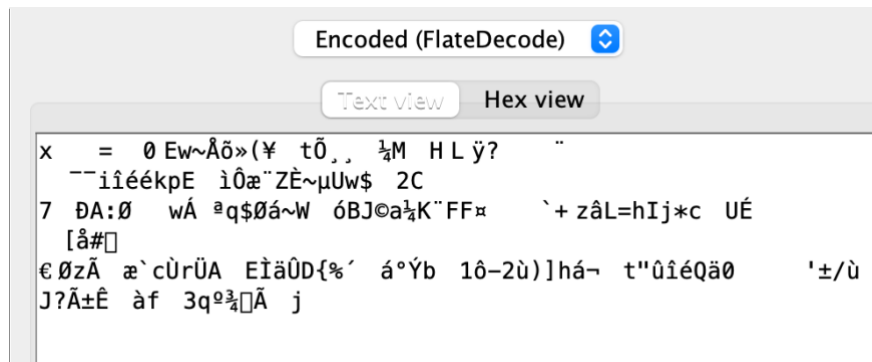 Encoded (FlateDecode)
Text view Hex view
x = 0 Ew~Åõ»(¥ tÕ¸¸ ¼M H L ÿ? ¨
¯¯iîéékpE ìÔæ¨ZÈ~µUw$ 2C
7 ÐA:Ø wÁ ªq$Øá~W óBJ©a¼K¨FF¤ `+ zâL=hIj*c UÉ
[å#▯
€ ØzÃ æ`cÙrÜA EÌäÛD{%´ á°Ýb 1ô–2ù)]há¬ t"ûîéQä0 '±/ù
J?Ã±Ê àf 3qº¾▯Ã j